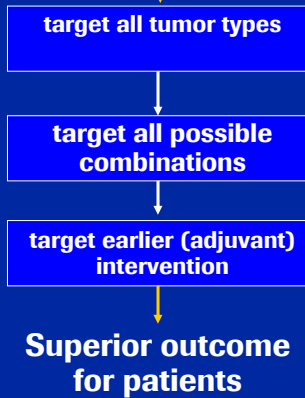 target all tumor types
target all possible
combinations
target earlier (adjuvant)
intervention
Superior outcome
for patients